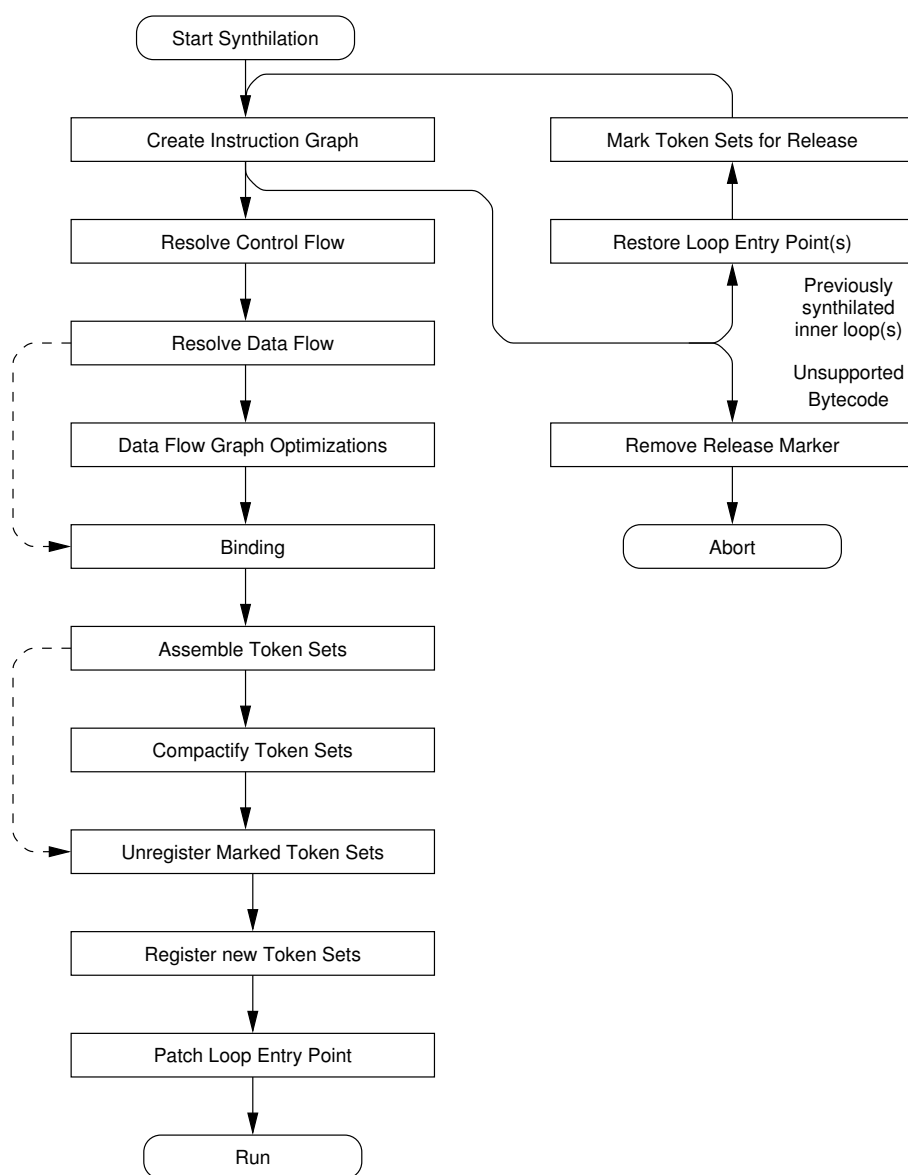 Start Synthilation
Create Instruction Graph
Mark Token Sets for Release
Resolve Control Flow
Restore Loop Entry Point(s)
Previously
synthilated
inner loop(s)
Resolve Data Flow
Unsupported
Bytecode
Data Flow Graph Optimizations
Remove Release Marker
Binding
Abort
Assemble Token Sets
Compactify Token Sets
Unregister Marked Token Sets
Register new Token Sets
Patch Loop Entry Point
Run